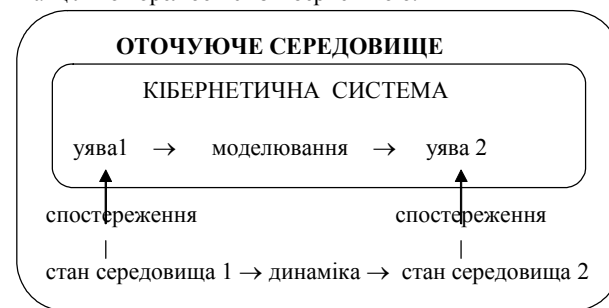 ОТОЧУЮЧЕ СЕРЕДОВИЩЕ
КІБЕРНЕТИЧНА СИСТЕМА
уява1 → моделювання → уява 2
спостереження спостереження
стан середовища 1 → динаміка → стан середовища 2